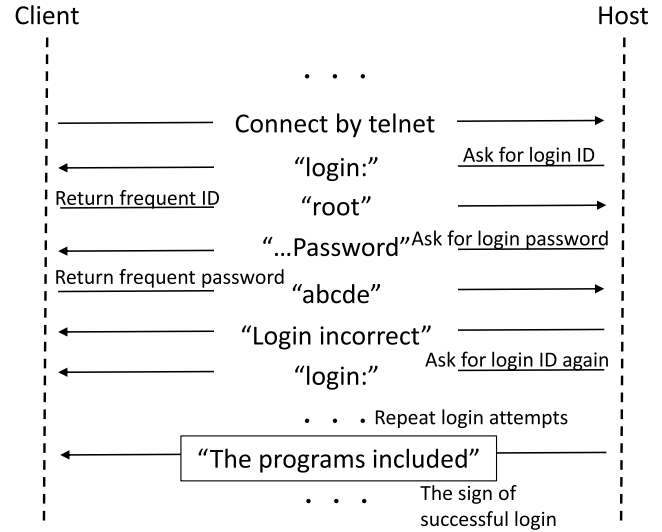 Client Host
. . .
Connect by telnet
“login:” Ask for login ID
Return frequent ID “root”
“...Password” Ask for login password
Return frequent password “abcde”
“Login incorrect”
“login:” Ask for login ID again
. . . Repeat login attempts
“The programs included”
. . . The sign of
successful login